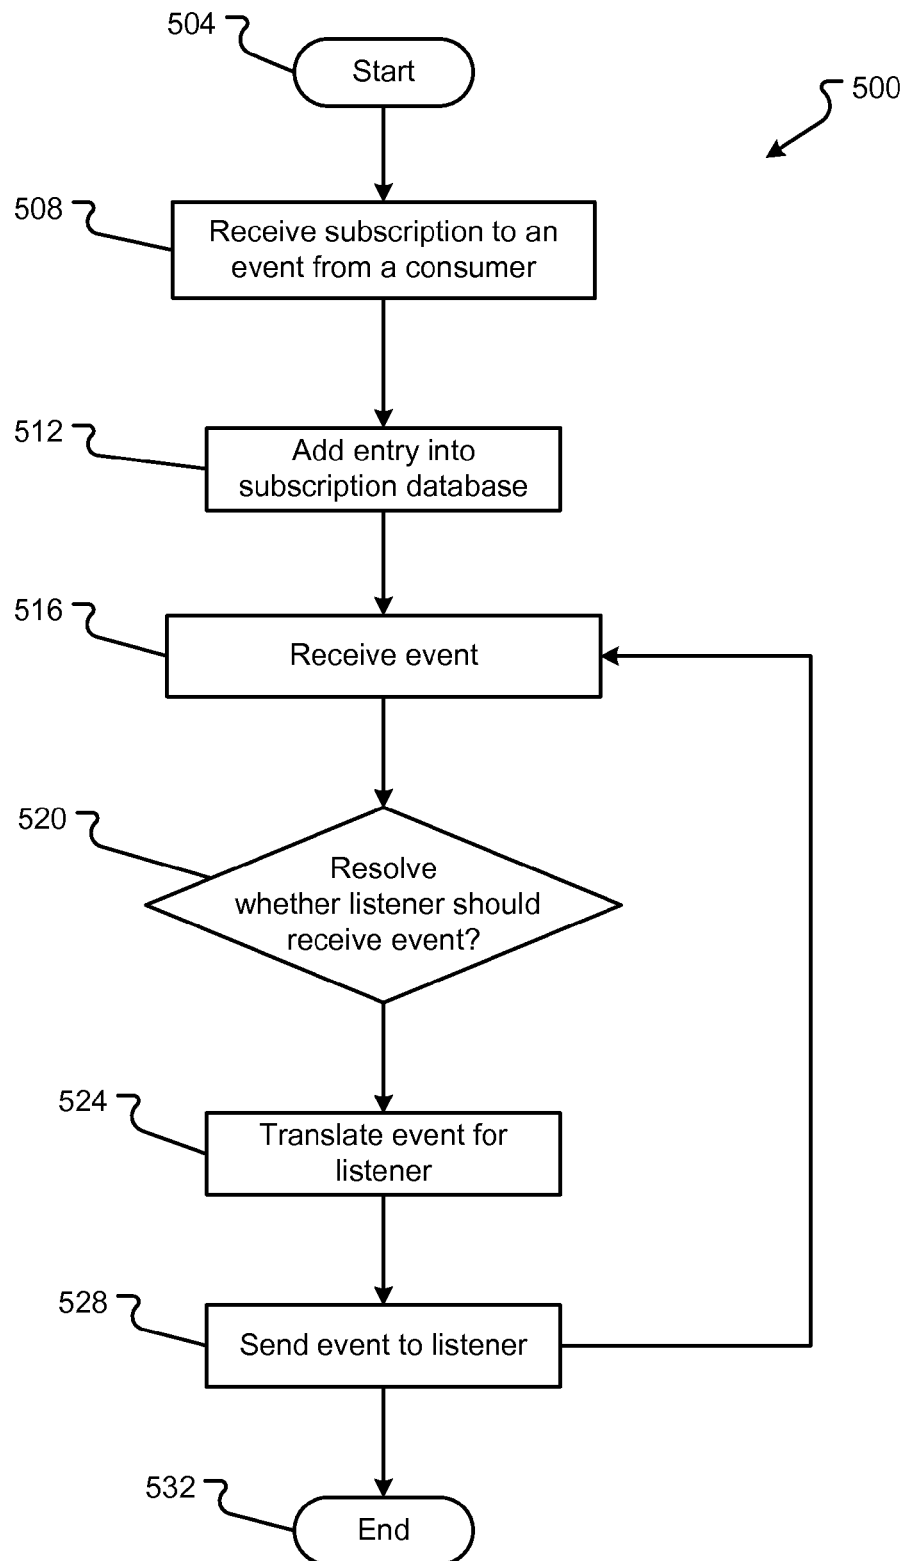 504
Start
500
508
Receive subscription to an
event from a consumer
512
Add entry into
subscription database
516
Receive event
520
Resolve
whether listener should
receive event?
524
Translate event for
listener
528
Send event to listener
532
End